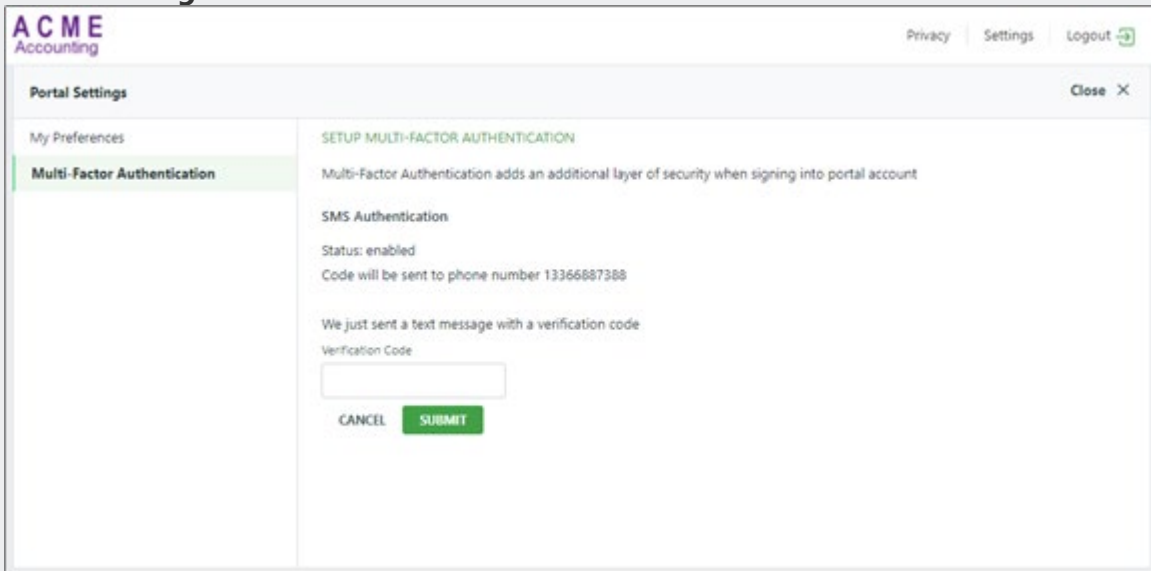 ACME
Accounting
Privacy Settings Logout
Portal Settings
Close
My Preferences
Multi-Factor Authentication
SETUP MULTI-FACTOR AUTHENTICATION
Multi-Factor Authentication adds an additional layer of security when signing into portal account
SMS Authentication
Status: enabled
Code will be sent to phone number 13366887388
We just sent a text message with a verification code
Verification Code
CANCEL SUBMIT